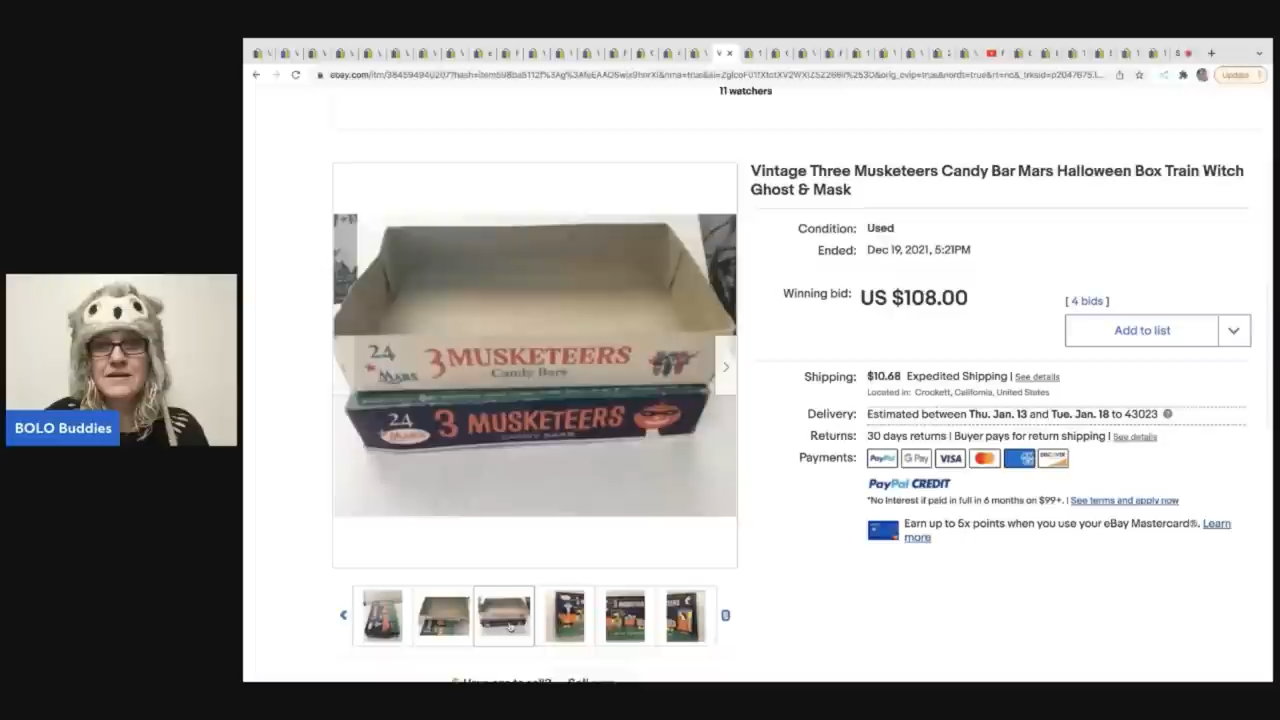 Update
11 watchers
Vintage Three Musketeers Candy Bar Mars Halloween Box Train Witch
Ghost & Mask
Condition: Used
Ended: Dec 19, 2021, 5:21PM
Winning bid: US $108.00
[ 4 bids ]
Add to list
Shipping: $10.68 Expedited Shipping | See details
Located in: Crockett, California, United States
Delivery: Estimated between Thu. Jan. 13 and Tue. Jan. 18 to 43023
Returns: 30 days returns | Buyer pays for return shipping | See details
Payments: PayPal G Pay VISA DISCOVER
PayPal CREDIT
*No Interest if paid in full in 6 months on $99+. | See terms and apply now
Earn up to 5x points when you use your eBay Mastercard®. Learn
more
24
MARS
3 MUSKETEERS
Candy Bars
24
MARS
3 MUSKETEERS
CANDY BARS
BOLO Buddies